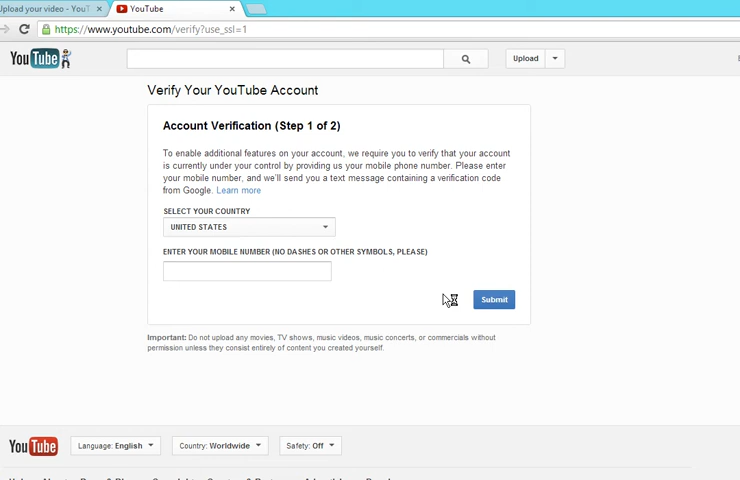 Upload your video - YouT
YouTube
https://www.youtube.com/verify?use_ssl=1
YouTube
Upload
Verify Your YouTube Account
Account Verification (Step 1 of 2)
To enable additional features on your account, we require you to verify that your account
is currently under your control by providing us your mobile phone number. Please enter
your mobile number, and we'll send you a text message containing a verification code
from Google. Learn more
SELECT YOUR COUNTRY
UNITED STATES
ENTER YOUR MOBILE NUMBER (NO DASHES OR OTHER SYMBOLS, PLEASE)
Submit
Important: Do not upload any movies, TV shows, music videos, music concerts, or commercials without
permission unless they consist entirely of content you created yourself.
YouTube
Language: English
Country: Worldwide
Safety: Off